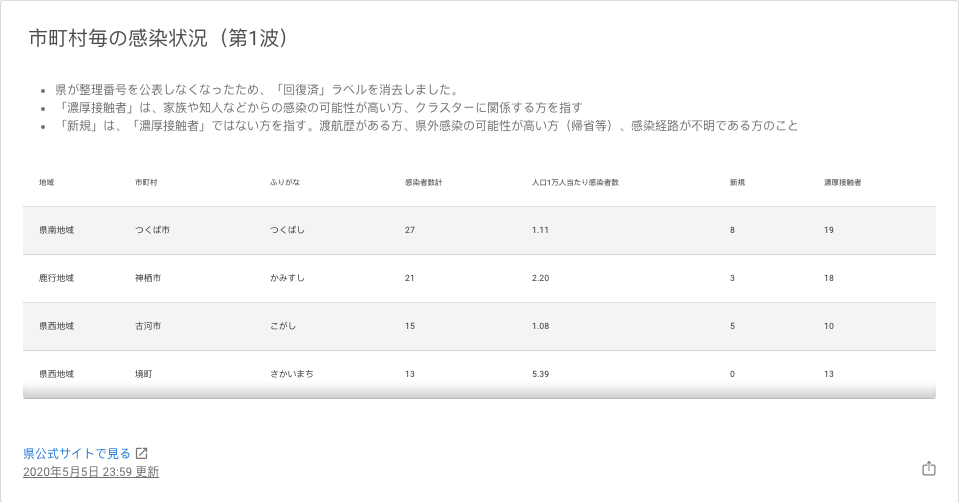 市町村毎の感染状況（第1波）
• 県が整理番号を公表しなくなったため、「回復済」ラベルを消去しました。
• 「濃厚接触者」は、家族や知人などからの感染の可能性が高い方、クラスターに関係する方を指す
• 「新規」は、「濃厚接触者」ではない方を指す。渡航歴がある方、県外感染の可能性が高い方（帰省等）、感染経路が不明である方のこと
地域 市町村 ふりがな 感染者数計 人口1万人当たり感染者数 新規 濃厚接触者
県南地域 つくば市 つくばし 27 1.11 8 19
鹿行地域 神栖市 かみすし 21 2.20 3 18
県西地域 古河市 こがし 15 1.08 5 10
県西地域 境町 さかいまち 13 5.39 0 13
県公式サイトで見る
2020年5月5日 23:59 更新